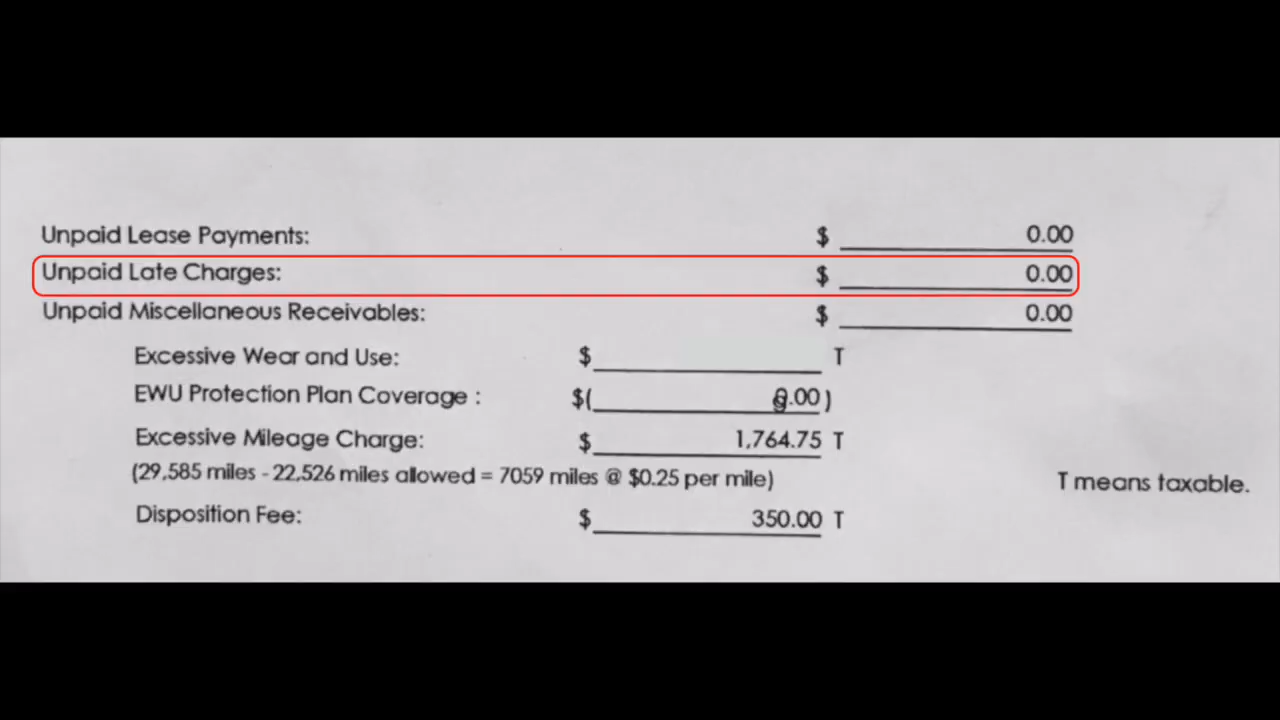 Unpaid Lease Payments: $ 0.00
Unpaid Late Charges: $ 0.00
Unpaid Miscellaneous Receivables: $ 0.00
Excessive Wear and Use: $ T
EWU Protection Plan Coverage : $( .00 )
Excessive Mileage Charge: $ 1,764.75 T
(29,585 miles - 22,526 miles allowed = 7059 miles @ $0.25 per mile)
T means taxable.
Disposition Fee: $ 350.00 T